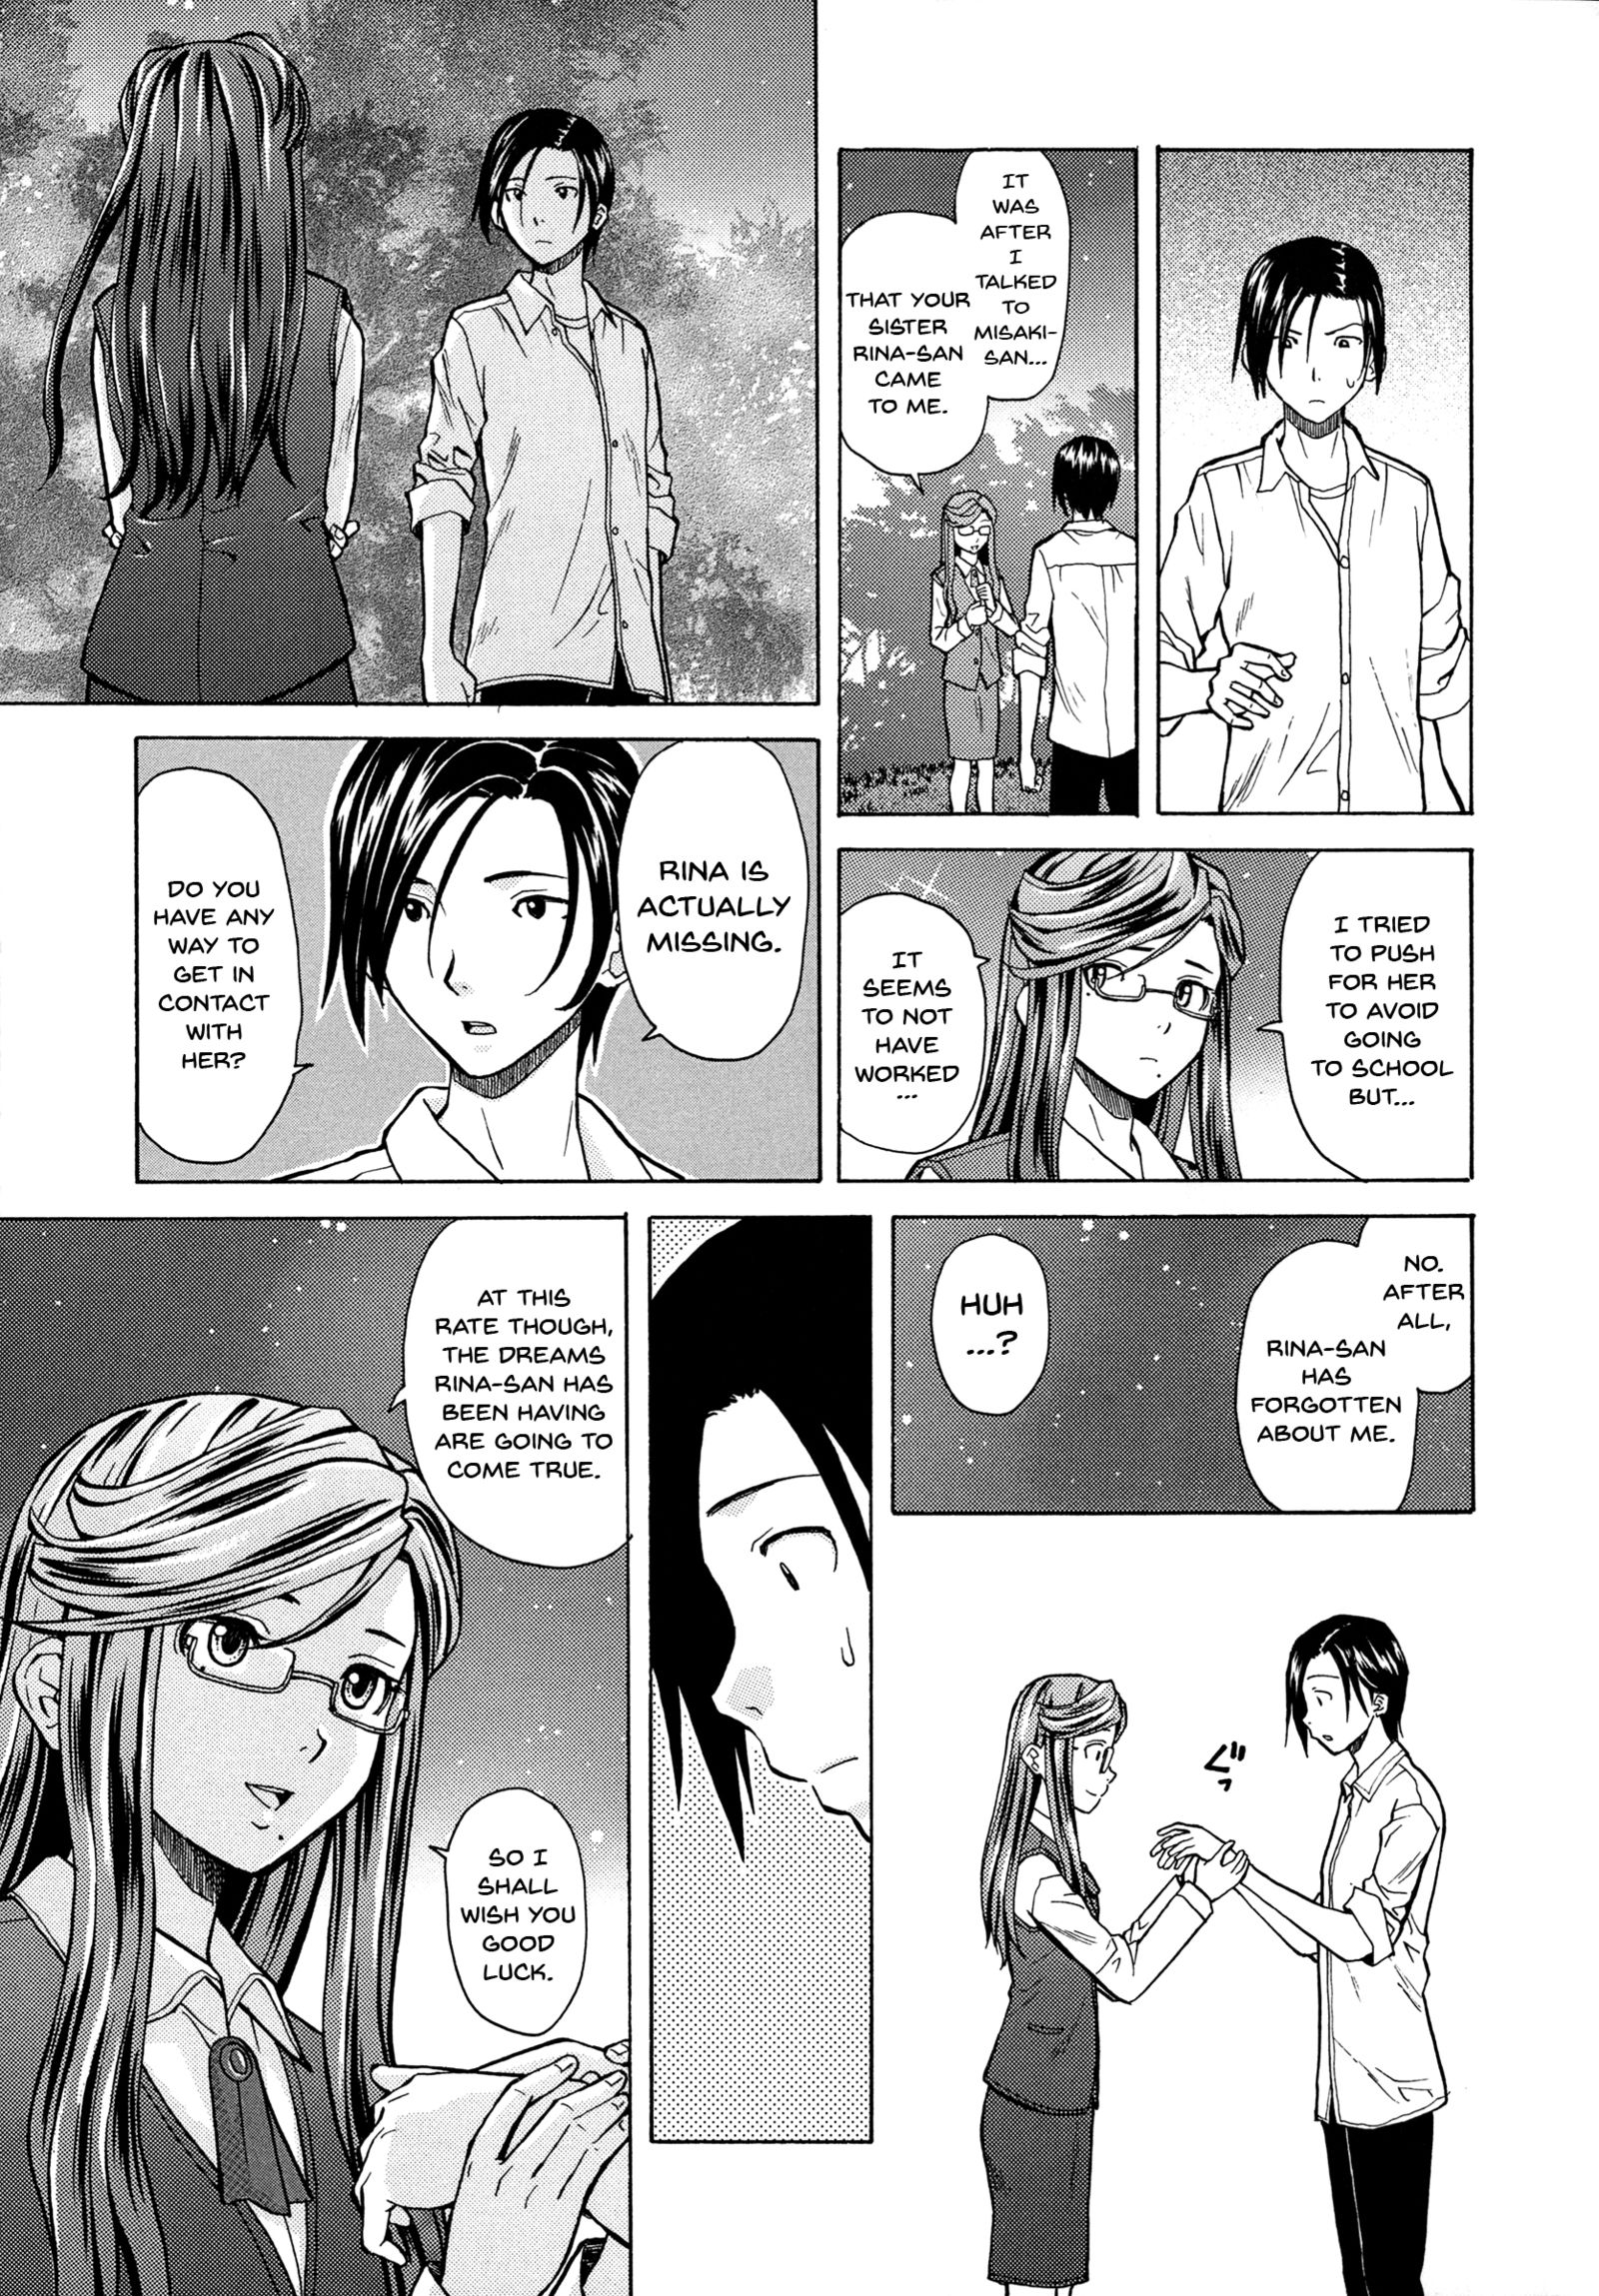 IT
WAS
AFTER
I
TALKED
TO
MISAKI-
SAN...
THAT YOUR
SISTER
RINA-SAN
CAME
TO ME.
I TRIED
TO PUSH
FOR HER
TO AVOID
GOING
TO SCHOOL
BUT...
IT
SEEMS
TO NOT
HAVE
WORKED
...
RINA IS
ACTUALLY
MISSING.
DO YOU
HAVE ANY
WAY TO
GET IN
CONTACT
WITH
HER?
NO.
AFTER
ALL,
RINA-SAN
HAS
FORGOTTEN
ABOUT ME.
HUH
...?
グッ
AT THIS
RATE THOUGH,
THE DREAMS
RINA-SAN HAS
BEEN HAVING
ARE GOING TO
COME TRUE.
SO I
SHALL
WISH YOU
GOOD
LUCK.